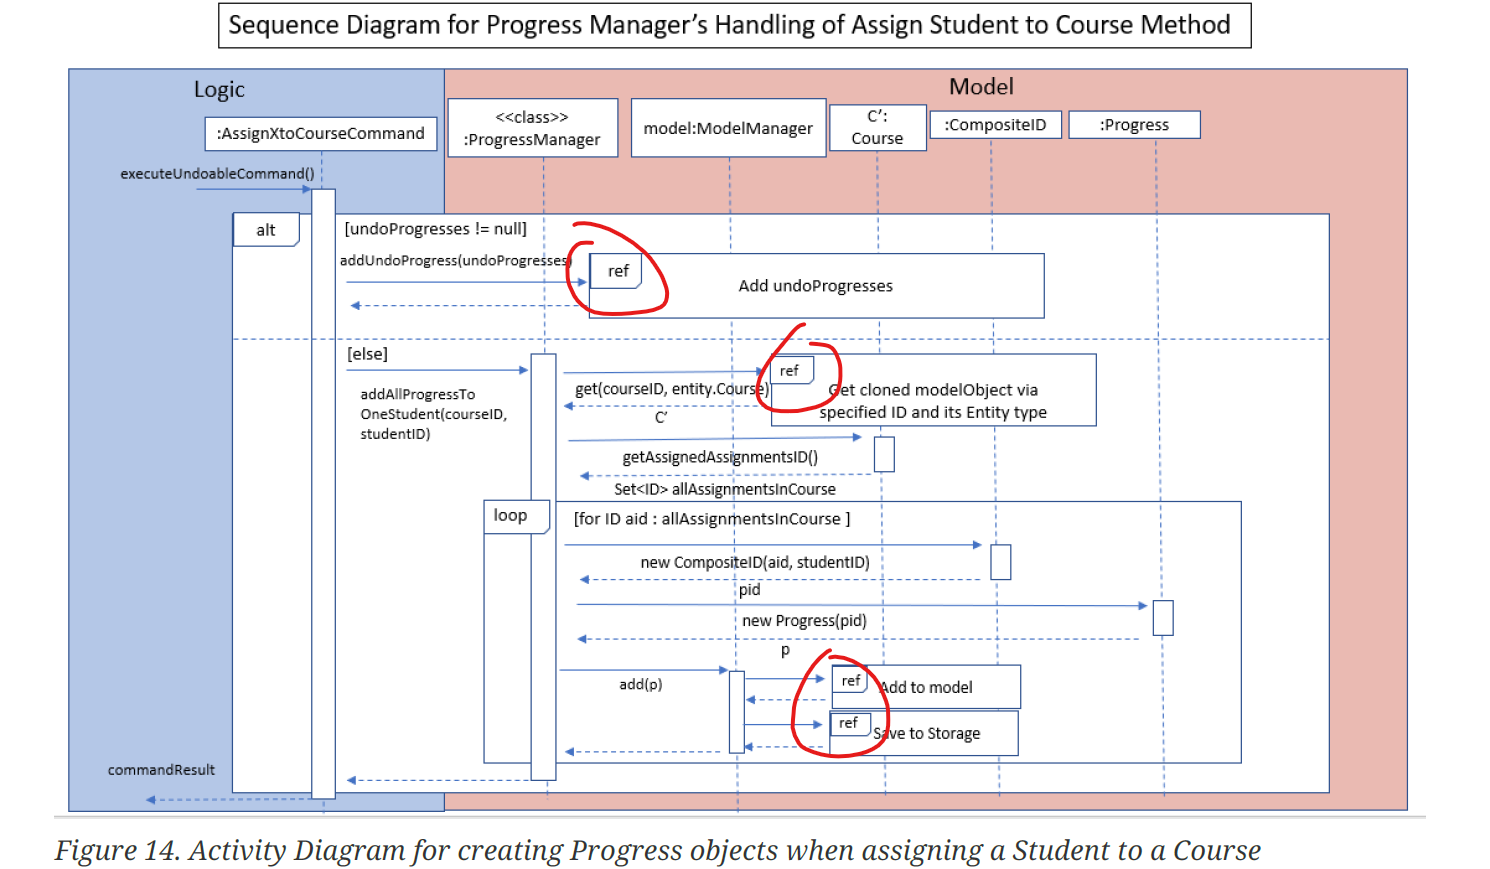 Sequence Diagram for Progress Manager’s Handling of Assign Student to Course Method
Logic
Model
:AssignXtoCourseCommand
<<class>>
:ProgressManager
model:ModelManager
C’:
Course
:CompositeID
:Progress
executeUndoableCommand()
alt
[undoProgresses != null]
addUndoProgress(undoProgresses)
ref
Add undoProgresses
[else]
addAllProgressTo
OneStudent(courseID,
studentID)
ref
get(courseID, entity.Course)
Get cloned modelObject via
specified ID and its Entity type
C’
getAssignedAssignmentsID()
Set<ID> allAssignmentsInCourse
loop
[for ID aid : allAssignmentsInCourse ]
new CompositeID(aid, studentID)
pid
new Progress(pid)
p
add(p)
ref
Add to model
ref
Save to Storage
commandResult
Figure 14. Activity Diagram for creating Progress objects when assigning a Student to a Course